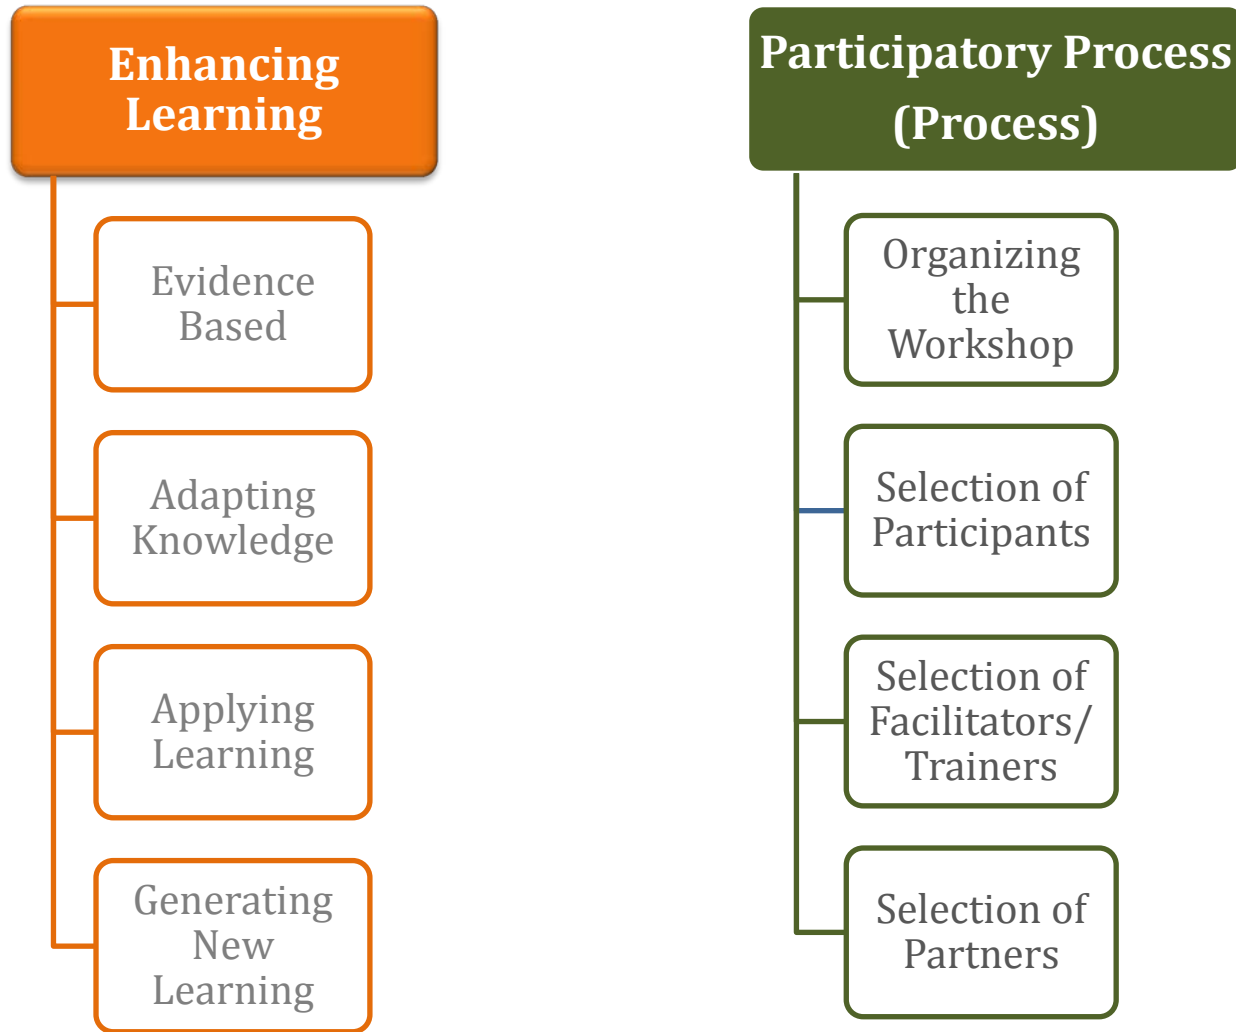 Enhancing
Learning
Evidence
Based
Adapting
Knowledge
Applying
Learning
Generating
New
Learning
Participatory Process
(Process)
Organizing
the
Workshop
Selection of
Participants
Selection of
Facilitators/
Trainers
Selection of
Partners